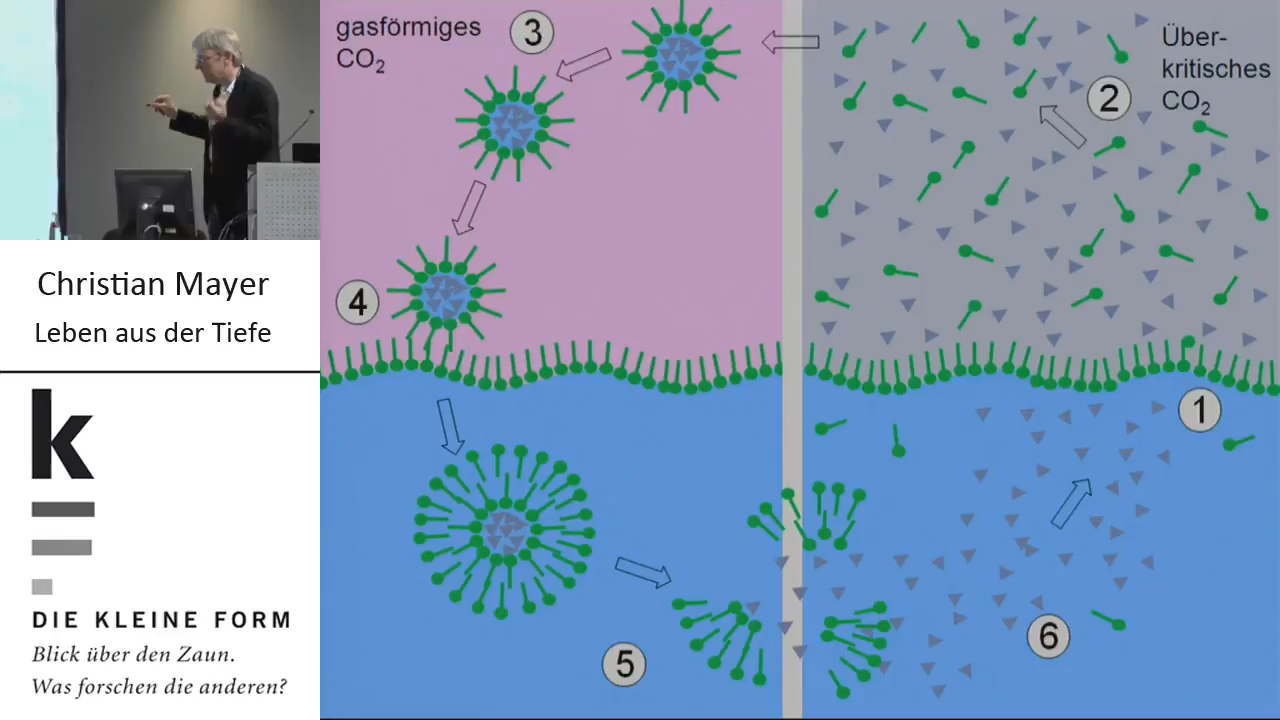 Christian Mayer
Leben aus der Tiefe
k
DIE KLEINE FORM
Blick über den Zaun.
Was forschen die anderen?
gasförmiges
CO₂
3
4
5
Über-
kritisches
CO₂
2
1
6